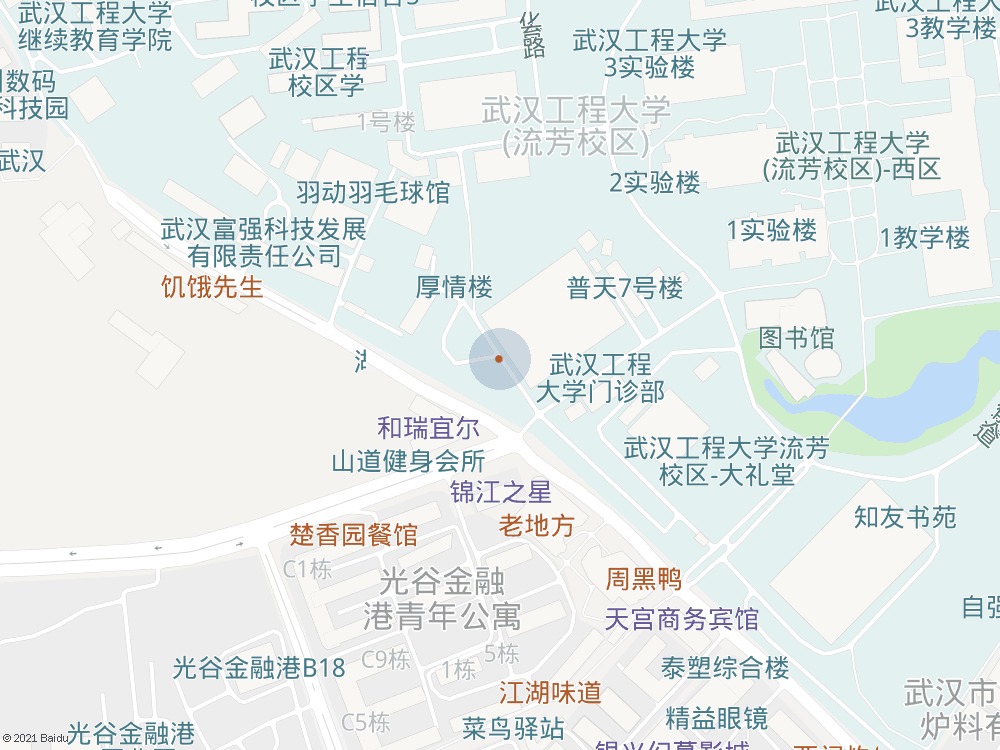 武汉工程大学
继续教育学院
武汉工程
校区学
化
路
武汉工程大学
3实验楼
3教学楼
数码
科技园
武汉
1号楼
武汉工程大学
(流芳校区)
武汉工程大学
(流芳校区)-西区
2实验楼
羽动羽毛球馆
武汉富强科技发展
有限责任公司
1实验楼
1教学楼
饥饿先生
厚情楼
普天7号楼
图书馆
武汉工程
大学门诊部
和瑞宜尔
山道健身会所
武汉工程大学流芳
校区-大礼堂
道
锦江之星
老地方
知友书苑
楚香园餐馆
C1栋
光谷金融
港青年公寓
周黑鸭
天宫商务宾馆
自强
光谷金融港B18
C9栋
1栋
5栋
泰塑综合楼
江湖味道
武汉市
炉料有
C5栋
菜鸟驿站
精益眼镜
光谷金融港
© 2021 Baidu